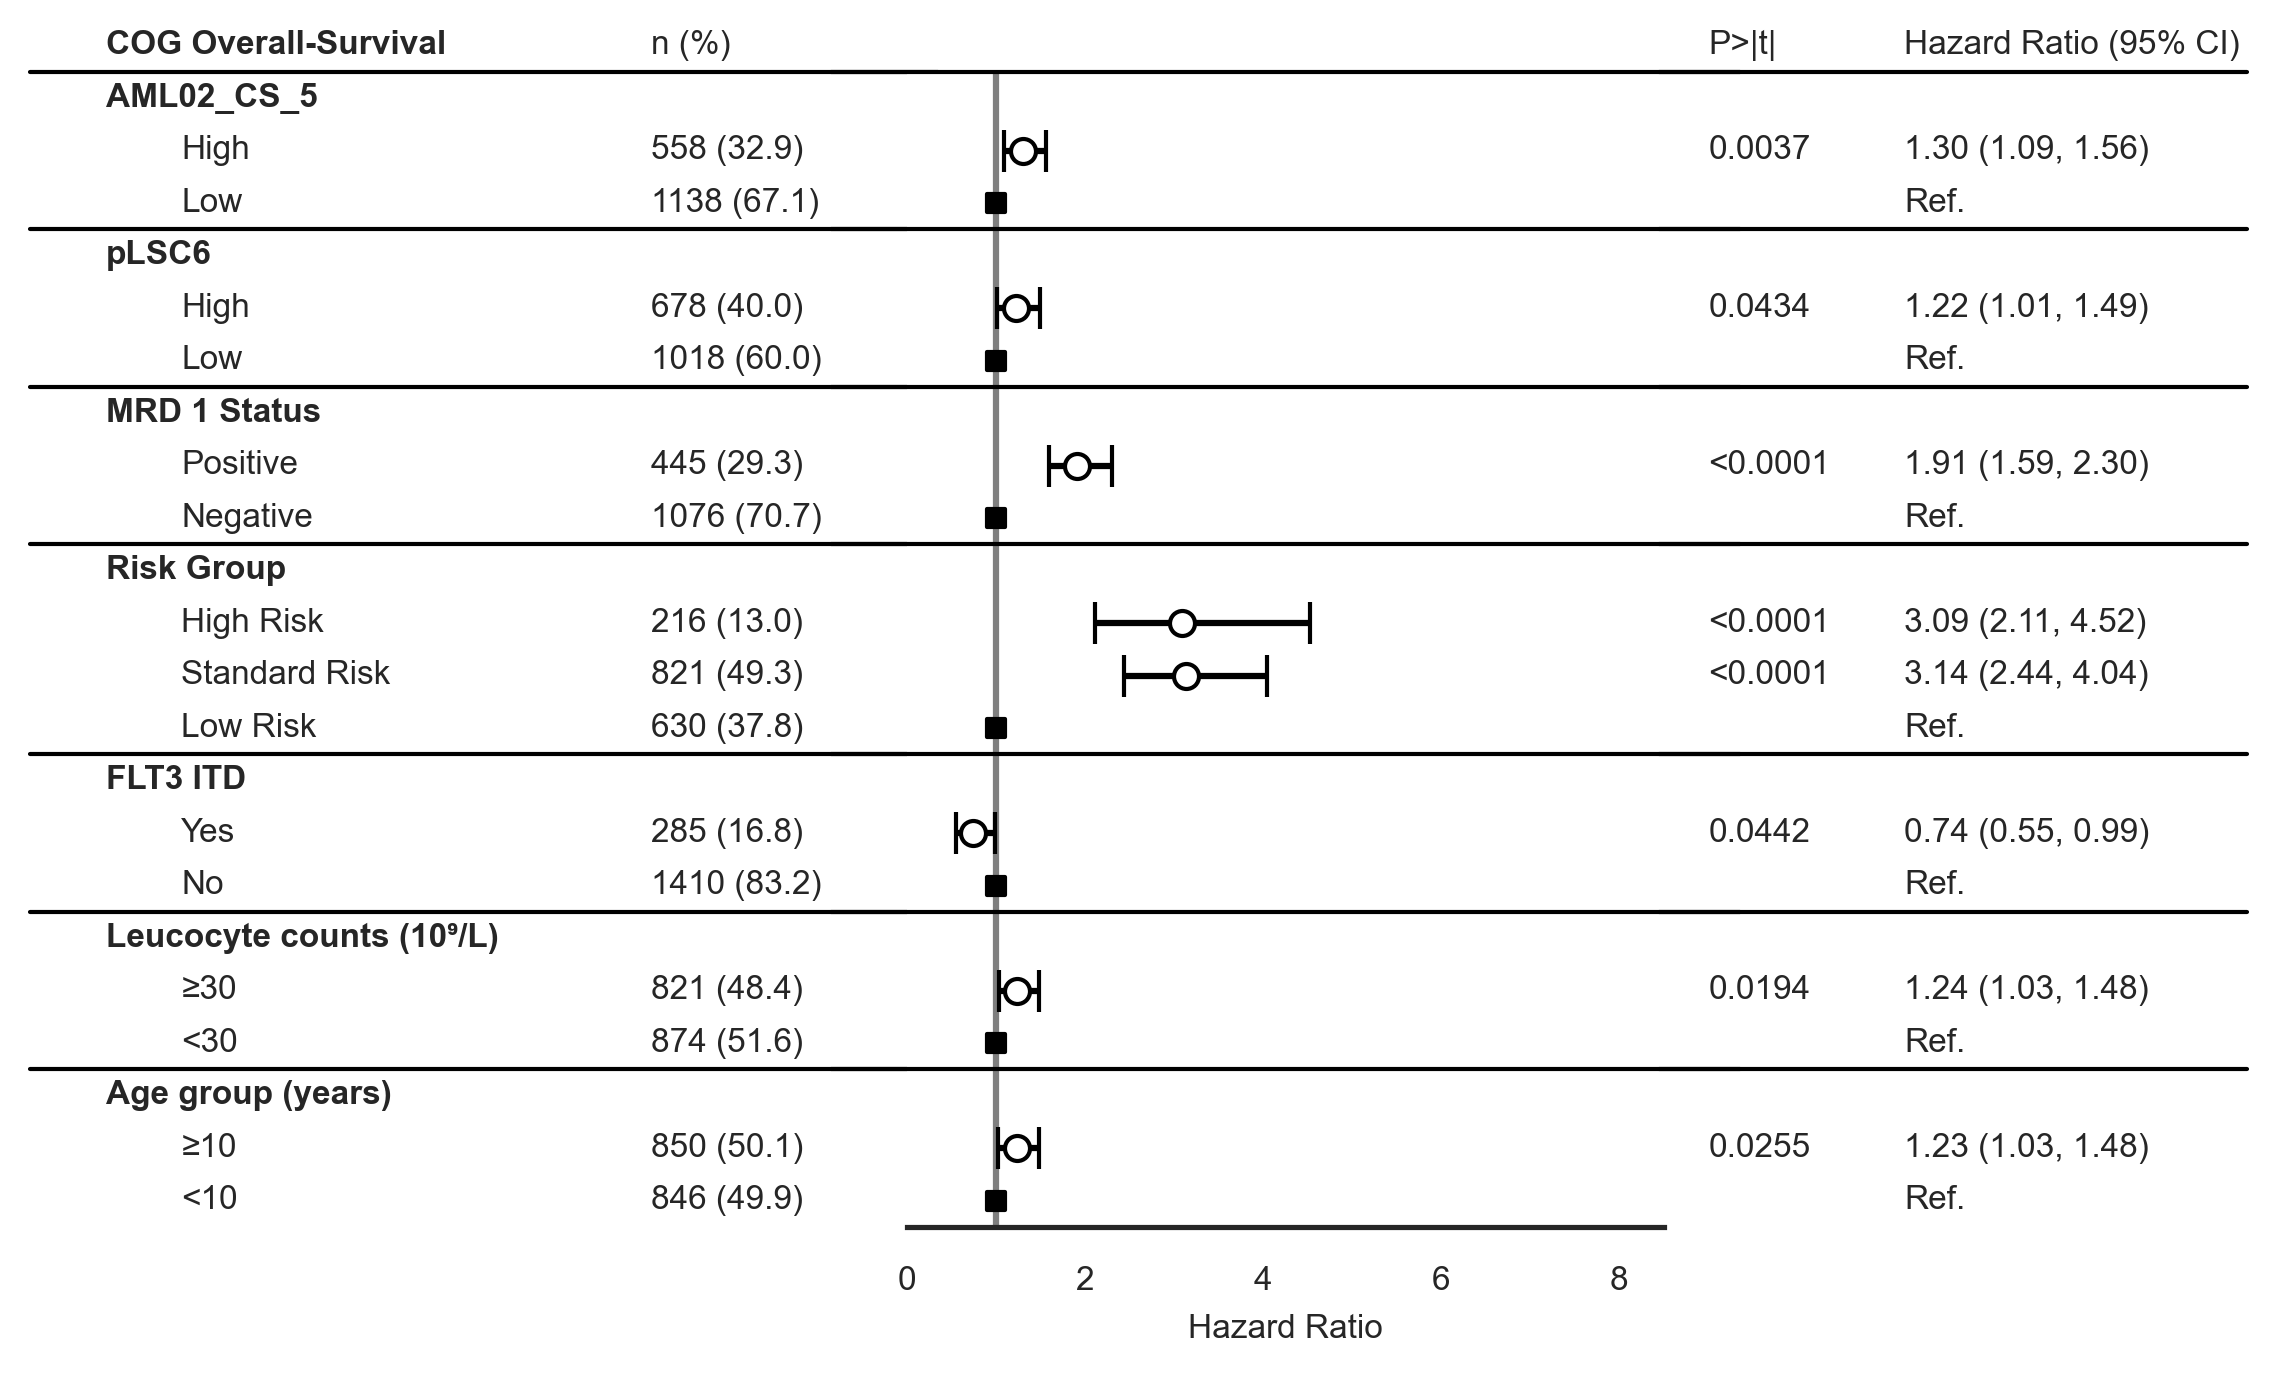 COG Overall-Survival n (%) P>|t| Hazard Ratio (95% CI)
AML02_CS_5
High 558 (32.9) 0.0037 1.30 (1.09, 1.56)
Low 1138 (67.1) Ref.
pLSC6
High 678 (40.0) 0.0434 1.22 (1.01, 1.49)
Low 1018 (60.0) Ref.
MRD 1 Status
Positive 445 (29.3) <0.0001 1.91 (1.59, 2.30)
Negative 1076 (70.7) Ref.
Risk Group
High Risk 216 (13.0) <0.0001 3.09 (2.11, 4.52)
Standard Risk 821 (49.3) <0.0001 3.14 (2.44, 4.04)
Low Risk 630 (37.8) Ref.
FLT3 ITD
Yes 285 (16.8) 0.0442 0.74 (0.55, 0.99)
No 1410 (83.2) Ref.
Leucocyte counts (10⁹/L)
≥30 821 (48.4) 0.0194 1.24 (1.03, 1.48)
<30 874 (51.6) Ref.
Age group (years)
≥10 850 (50.1) 0.0255 1.23 (1.03, 1.48)
<10 846 (49.9) Ref.
0 2 4 6 8
Hazard Ratio